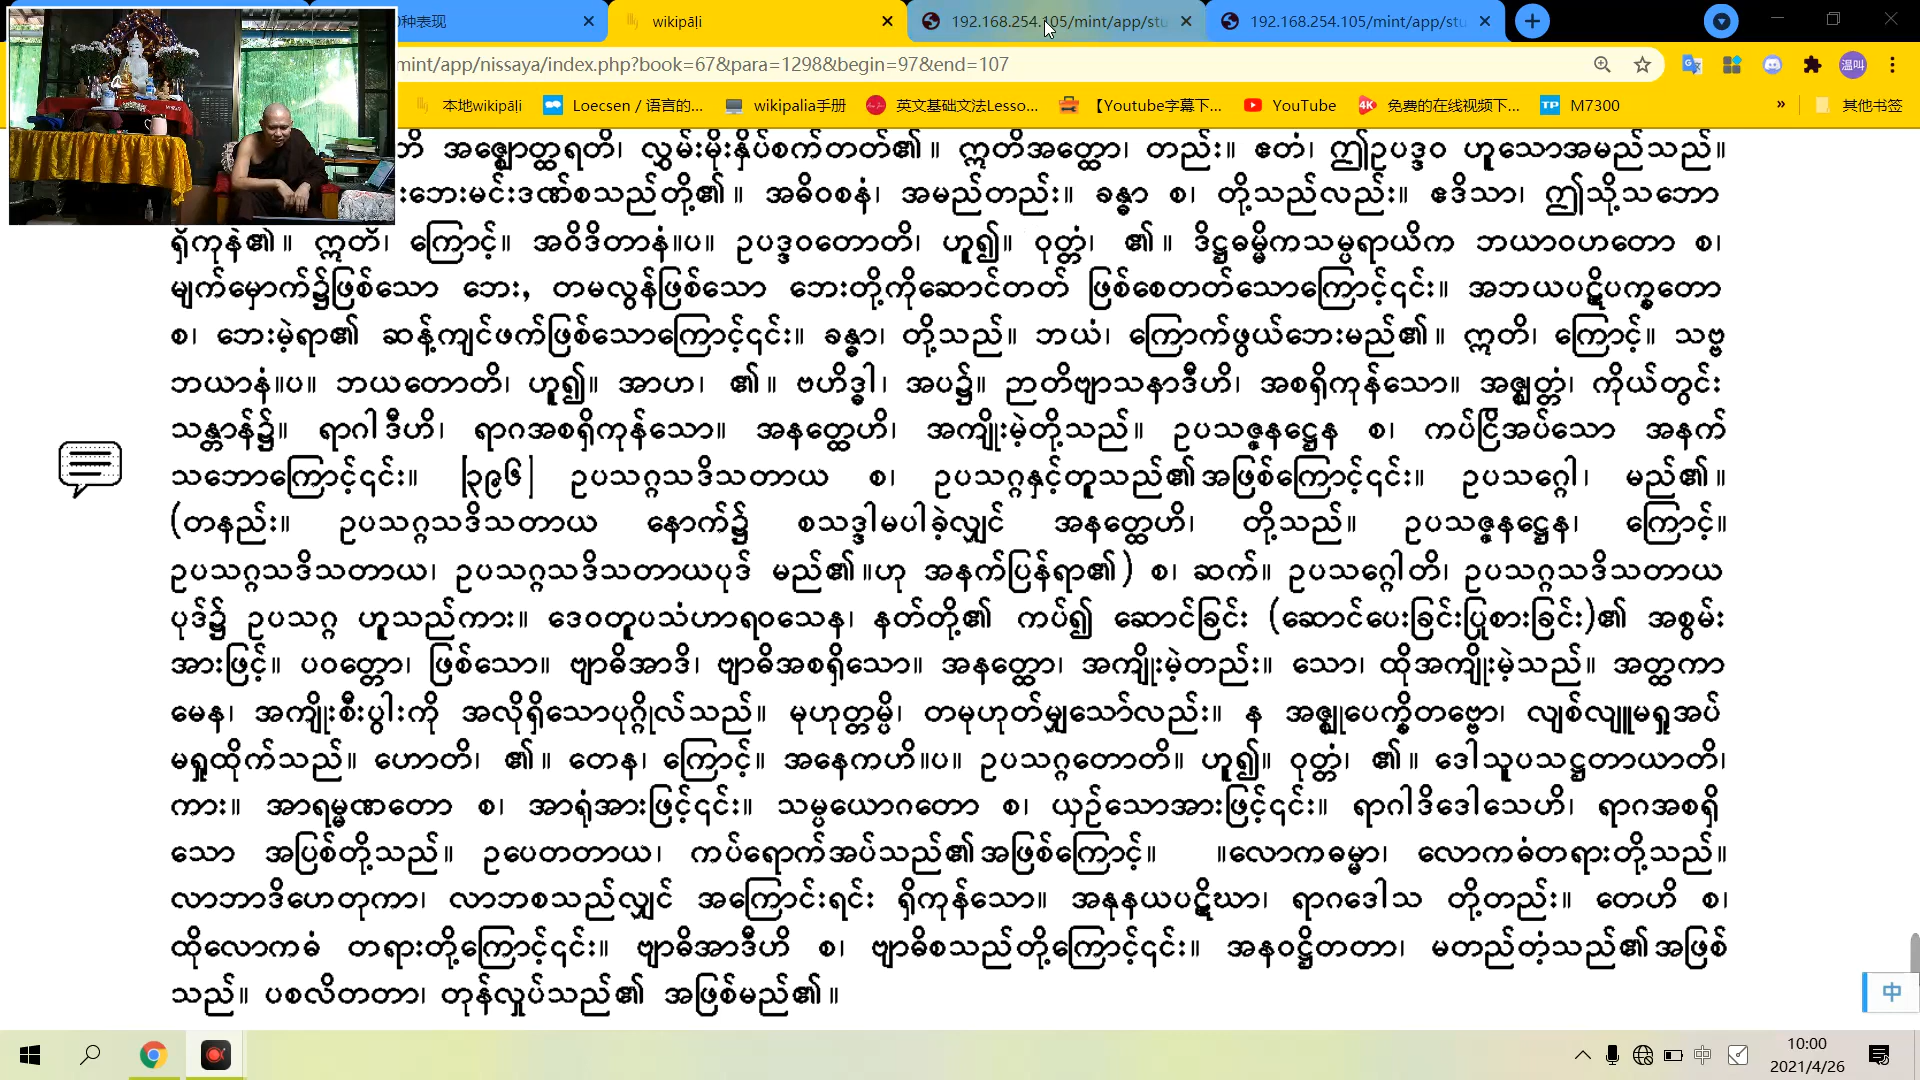 种表现
wikipāḷi
192.168.254.105/mint/app/stu
192.168.254.105/mint/app/stu
mint/app/nissaya/index.php?book=67&para=1298&begin=97&end=107
温叫
本地wikipāḷi
Loecsen / 语言的...
wikipalia手册
英文基础文法Lesso...
【Youtube字幕下...
YouTube
免费的在线视频下...
M7300
»
其他书签
အဇ္ဈောတ္ထရတိ၊ လွှမ်းမိုးနှိပ်စက်တတ်၏။ ဣတိအတ္ထော၊ တည်း။ ဧတံ၊ ဤဥပဒ္ဒဝ ဟူသောအမည်သည်။
ဘေးမင်းဒဏ်စသည်တို့၏။ အဓိဝစနံ၊ အမည်တည်း။ ခန္ဓာ စ၊ တို့သည်လည်း။ ဧဒိသာ၊ ဤသို့သဘော
ရှိကုန်၏။ ဣတိ၊ ကြောင့်။ အဝိဒိတာနံ။ပ။ ဥပဒ္ဒဝတောတိ၊ ဟူ၍။ ဝုတ္တံ၊ ၏။ ဒိဋ္ဌဓမ္မိကသမ္ပရာယိက ဘယာဝဟတော စ၊
မျက်မှောက်၌ဖြစ်သော ဘေး, တမလွန်ဖြစ်သော ဘေးတို့ကိုဆောင်တတ် ဖြစ်စေတတ်သောကြောင့်၎င်း။ အဘယပဋိပက္ခတော
စ၊ ဘေးမဲ့ရာ၏ ဆန့်ကျင်ဖက်ဖြစ်သောကြောင့်၎င်း။ ခန္ဓာ၊ တို့သည်။ ဘယံ၊ ကြောက်ဖွယ်ဘေးမည်၏။ ဣတိ၊ ကြောင့်။ သဗ္ဗ
ဘယာနံ။ပ။ ဘယတောတိ၊ ဟူ၍။ အာဟ၊ ၏။ ဗဟိဒ္ဓါ၊ အပ၌။ ဉာတိဗျာသနာဒီဟိ၊ အစရှိကုန်သော။ အဇ္ဈတ္တံ၊ ကိုယ်တွင်း
သန္တာန်၌။ ရာဂါဒီဟိ၊ ရာဂအစရှိကုန်သော။ အနတ္ထေဟိ၊ အကျိုးမဲ့တို့သည်။ ဥပသဇ္ဇနဋ္ဌေန စ၊ ကပ်ငြိအပ်သော အနက်
သဘောကြောင့်၎င်း။ [၃၉၆] ဥပသဂ္ဂသဒိသတာယ စ၊ ဥပသဂ္ဂနှင့်တူသည်၏အဖြစ်ကြောင့်၎င်း။ ဥပသဂ္ဂေါ၊ မည်၏။
(တနည်း။ ဥပသဂ္ဂသဒိသတာယ နောက်၌ စသဒ္ဒါမပါခဲ့လျှင် အနတ္ထေဟိ၊ တို့သည်။ ဥပသဇ္ဇနဋ္ဌေန၊ ကြောင့်။
ဥပသဂ္ဂသဒိသတာယ၊ ဥပသဂ္ဂသဒိသတာယပုဒ် မည်၏။ဟု အနက်ပြန်ရာ၏) စ၊ ဆက်။ ဥပသဂ္ဂေါတိ၊ ဥပသဂ္ဂသဒိသတာယ
ပုဒ်၌ ဥပသဂ္ဂ ဟူသည်ကား။ ဒေဝတူပသံဟာရဝသေန၊ နတ်တို့၏ ကပ်၍ ဆောင်ခြင်း (ဆောင်ပေးခြင်းပြုစားခြင်း)၏ အစွမ်း
အားဖြင့်။ ပဝတ္တော၊ ဖြစ်သော။ ဗျာဓိအာဒိ၊ ဗျာဓိအစရှိသော။ အနတ္ထော၊ အကျိုးမဲ့တည်း။ သော၊ ထိုအကျိုးမဲ့သည်။ အတ္ထကာ
မေန၊ အကျိုးစီးပွါးကို အလိုရှိသောပုဂ္ဂိုလ်သည်။ မုဟုတ္တမ္ပိ၊ တမုဟုတ်မျှသော်လည်း။ န အဇ္ဈုပေက္ခိတဗ္ဗော၊ လျစ်လျူမရှုအပ်
မရှုထိုက်သည်။ ဟောတိ၊ ၏။ တေန၊ ကြောင့်။ အနေကဟိ။ပ။ ဥပသဂ္ဂတောတိ။ ဟူ၍။ ဝုတ္တံ၊ ၏။ ဒေါသူပသဋ္ဌတာယာတိ၊
ကား။ အာရမ္မဏတော စ၊ အာရုံအားဖြင့်၎င်း။ သမ္ပယောဂတော စ၊ ယှဉ်သောအားဖြင့်၎င်း။ ရာဂါဒိဒေါသေဟိ၊ ရာဂအစရှိ
သော အပြစ်တို့သည်။ ဥပေတတာယ၊ ကပ်ရောက်အပ်သည်၏အဖြစ်ကြောင့်။ ။လောကဓမ္မာ၊ လောကဓံတရားတို့သည်။
လာဘာဒိဟေတုကာ၊ လာဘစသည်လျှင် အကြောင်းရင်း ရှိကုန်သော။ အနုနယပဋိဃာ၊ ရာဂဒေါသ တို့တည်း။ တေဟိ စ၊
ထိုလောကဓံ တရားတို့ကြောင့်၎င်း။ ဗျာဓိအာဒီဟိ စ၊ ဗျာဓိစသည်တို့ကြောင့်၎င်း။ အနဝဋ္ဌိတတာ၊ မတည်တံ့သည်၏အဖြစ်
သည်။ ပစလိတတာ၊ တုန်လှုပ်သည်၏ အဖြစ်မည်၏။
中
中
10:00
2021/4/26